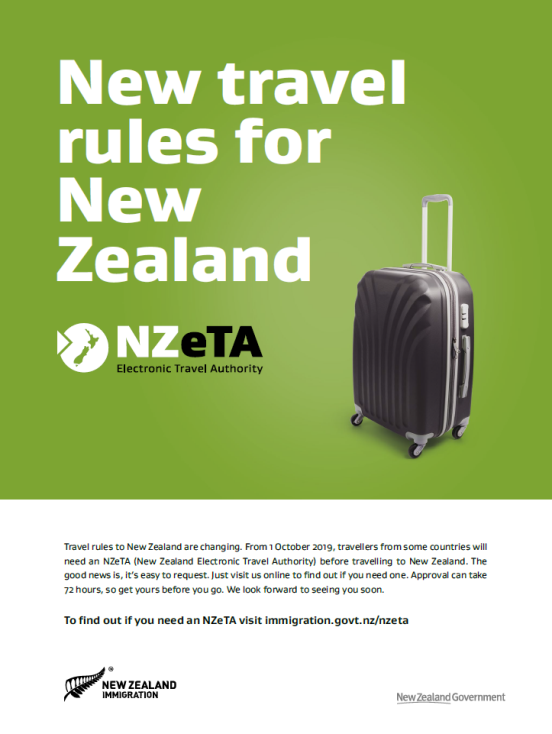 New travel
rules for
New
Zealand
NZeTA
Electronic Travel Authority
Travel rules to New Zealand are changing. From 1 October 2019, travellers from some countries will
need an NZeTA (New Zealand Electronic Travel Authority) before travelling to New Zealand. The
good news is, it's easy to request. Just visit us online to find out if you need one. Approval can take
72 hours, so get yours before you go. We look forward to seeing you soon.
To find out if you need an NZeTA visit immigration.govt.nz/nzeta
®
NEW ZEALAND
IMMIGRATION
New Zealand Government